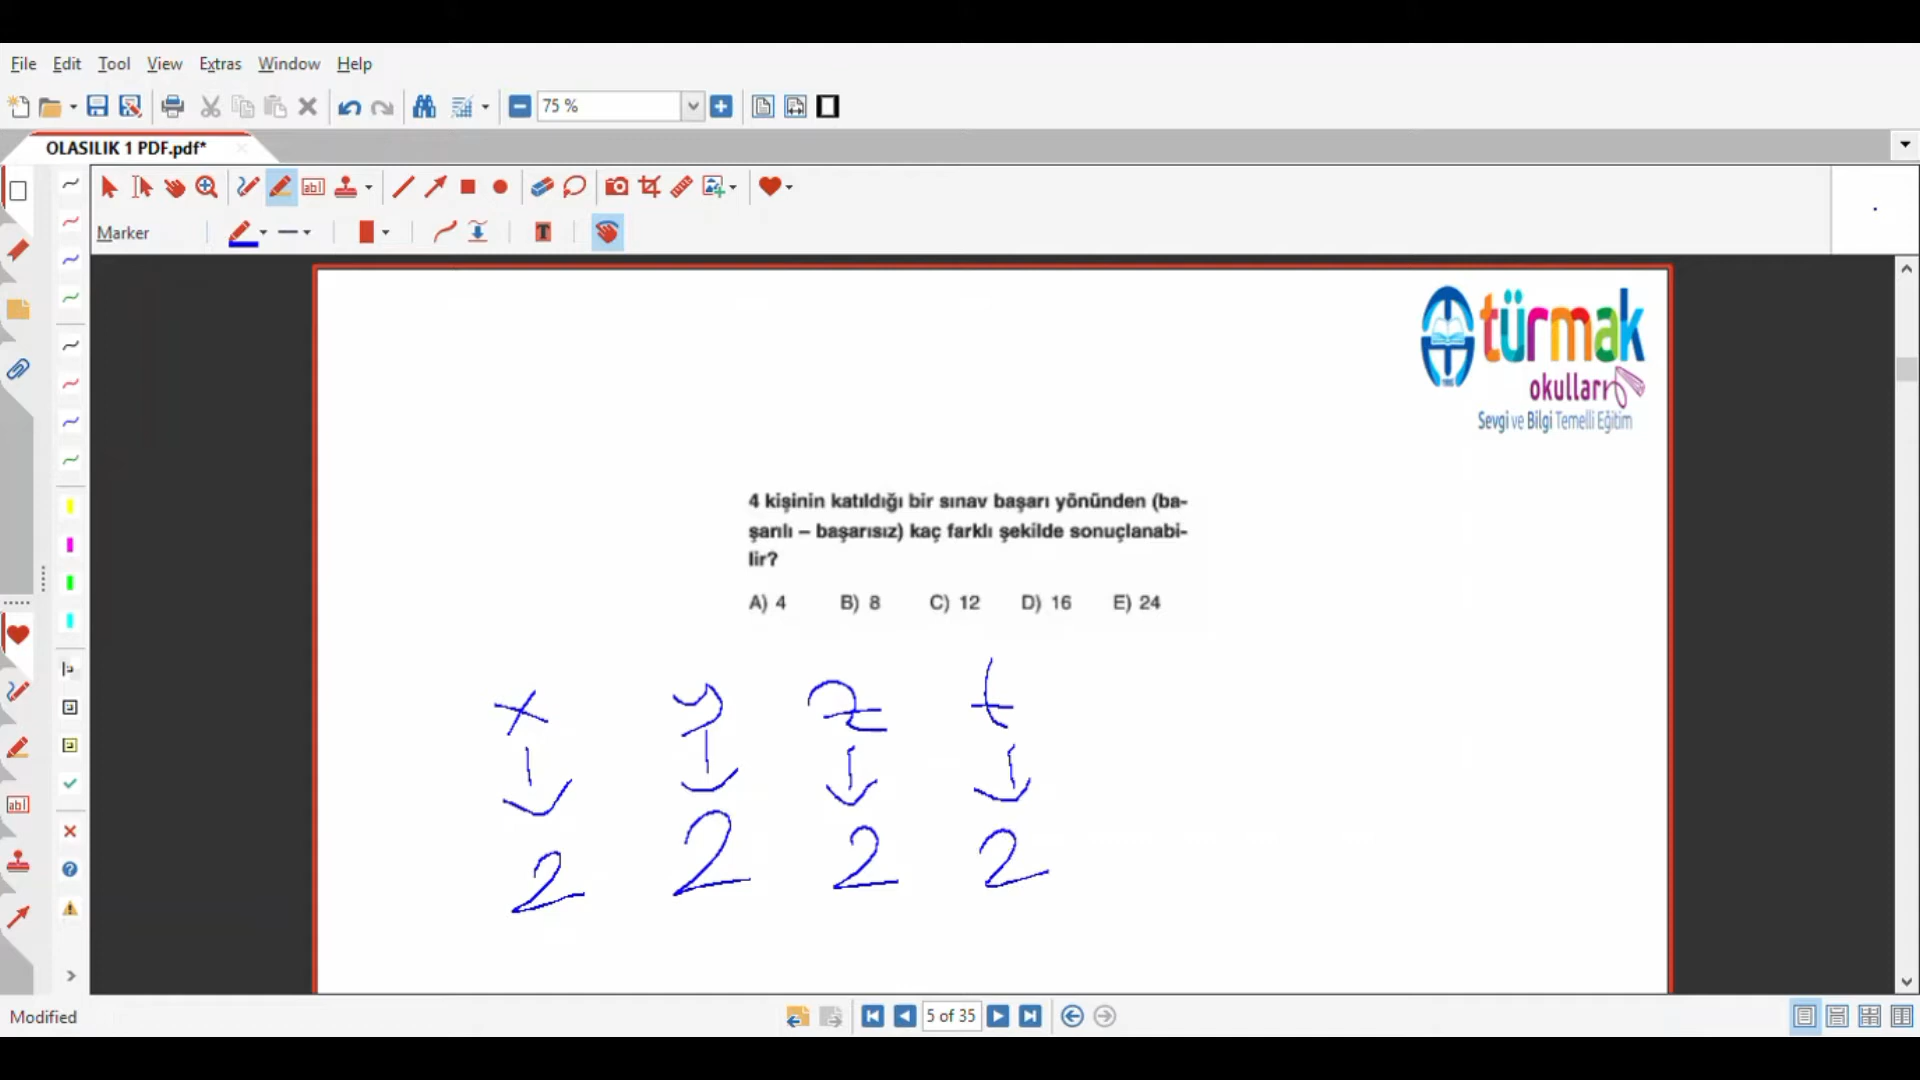 File Edit Tool View Extras Window Help
75 %
OLASILIK 1 PDF.pdf*
Marker
türmak
okulları
Sevgi ve Bilgi Temelli Eğitim
4 kişinin katıldığı bir sınav başarı yönünden (ba-
şarılı – başarısız) kaç farklı şekilde sonuçlanabi-
lir?
A) 4 B) 8 C) 12 D) 16 E) 24
x y z t
2 2 2 2
Modified
5 of 35